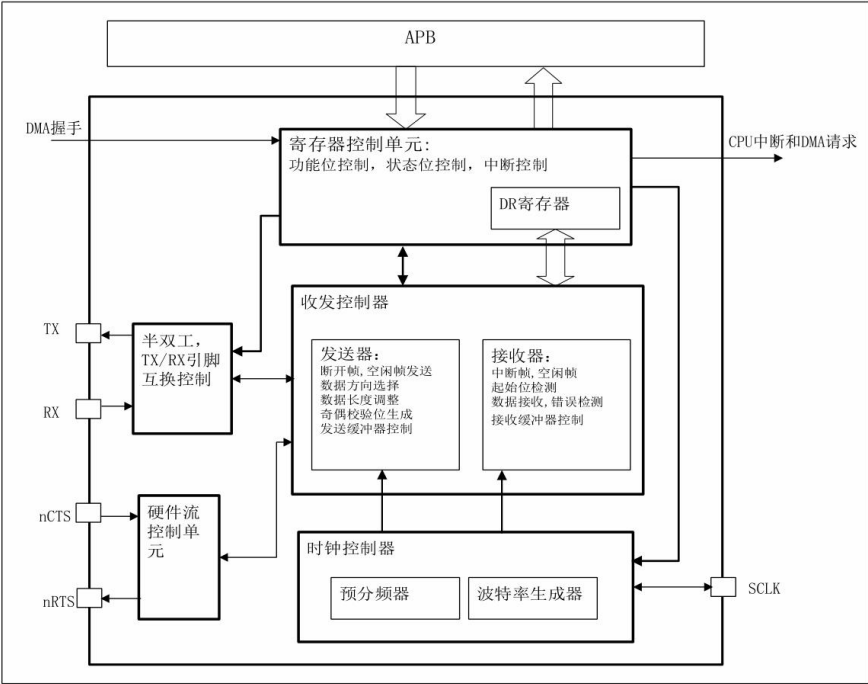 APB
DMA握手
寄存器控制单元:
功能位控制, 状态位控制, 中断控制
CPU中断和DMA请求
DR寄存器
收发控制器
TX
半双工,
TX/RX引脚
互换控制
RX
发送器:
断开帧, 空闲帧发送
数据方向选择
数据长度调整
奇偶校验位生成
发送缓冲器控制
接收器:
中断帧, 空闲帧
起始位检测
数据接收, 错误检测
接收缓冲器控制
nCTS
硬件流
控制单
元
nRTS
时钟控制器
预分频器
波特率生成器
SCLK